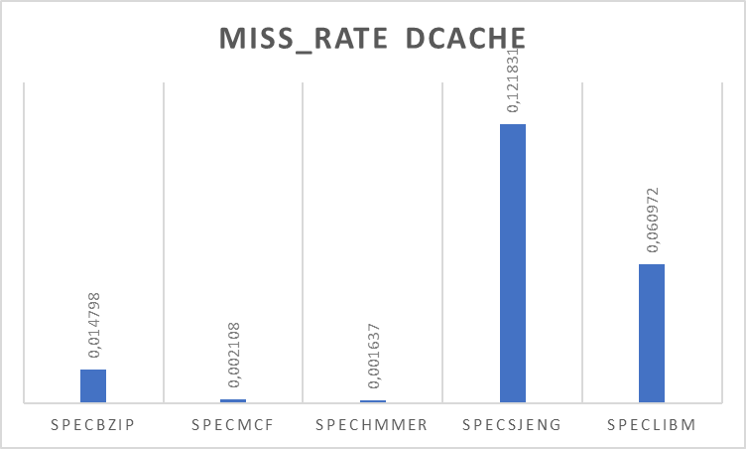 MISS_RATE DCACHE
0,014798
0,002108
0,001637
0,121831
0,060972
SPECBZIP
SPECMCF
SPECHMMER
SPECSJENG
SPECLIBM